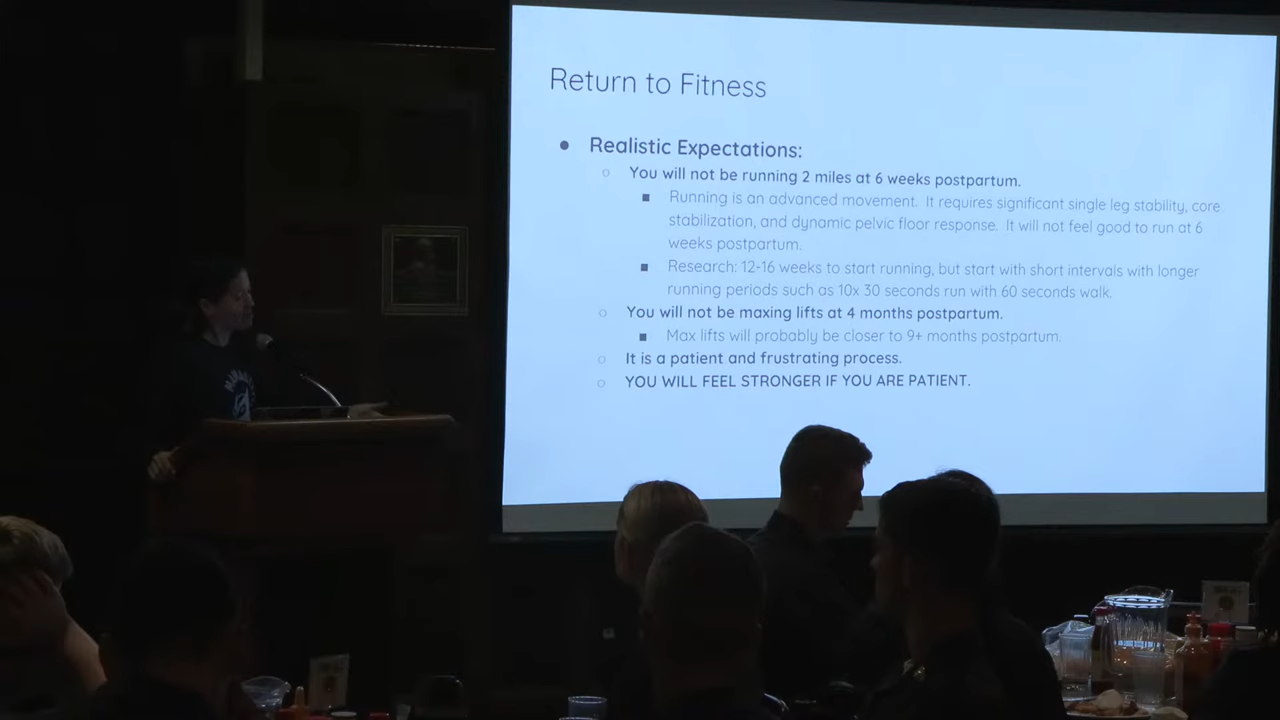 Return to Fitness
● Realistic Expectations:
○ You will not be running 2 miles at 6 weeks postpartum.
■ Running is an advanced movement. It requires significant single leg stability, core
stabilization, and dynamic pelvic floor response. It will not feel good to run at 6
weeks postpartum.
■ Research: 12-16 weeks to start running, but start with short intervals with longer
running periods such as 10x 30 seconds run with 60 seconds walk.
○ You will not be maxing lifts at 4 months postpartum.
■ Max lifts will probably be closer to 9+ months postpartum.
○ It is a patient and frustrating process.
○ YOU WILL FEEL STRONGER IF YOU ARE PATIENT.